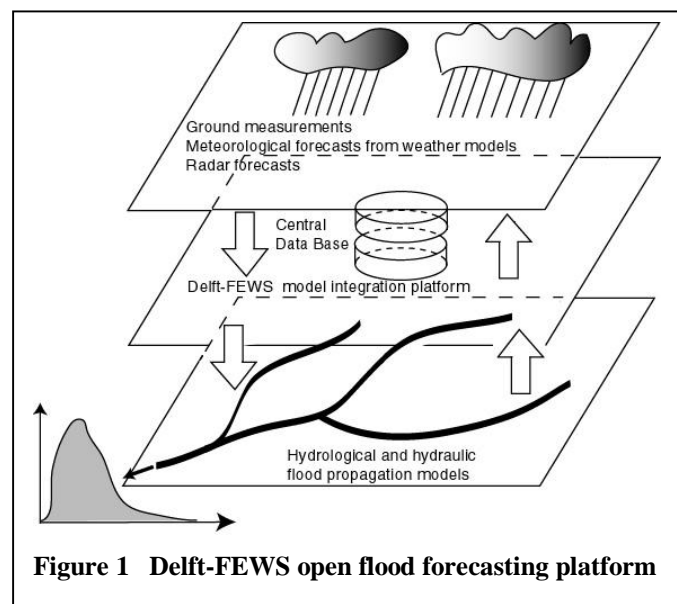 Ground measurements
Meteorological forecasts from weather models
Radar forecasts
Central
Data Base
Delft-FEWS model integration platform
Hydrological and hydraulic
flood propagation models
Figure 1 Delft-FEWS open flood forecasting platform